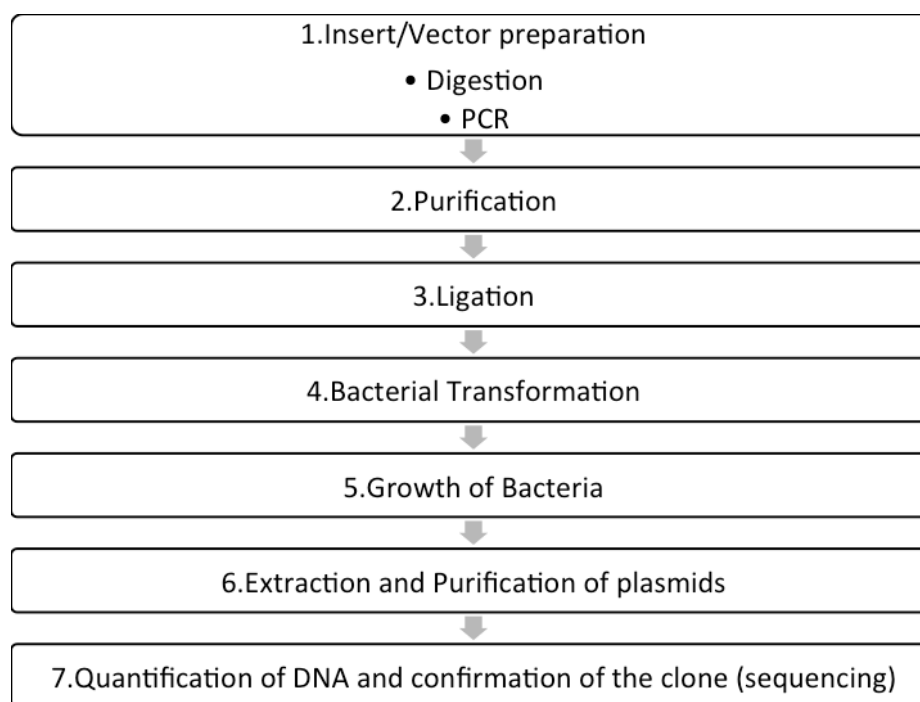 1.Insert/Vector preparation
• Digestion
• PCR
2.Purification
3.Ligation
4.Bacterial Transformation
5.Growth of Bacteria
6.Extraction and Purification of plasmids
7.Quantification of DNA and confirmation of the clone (sequencing)